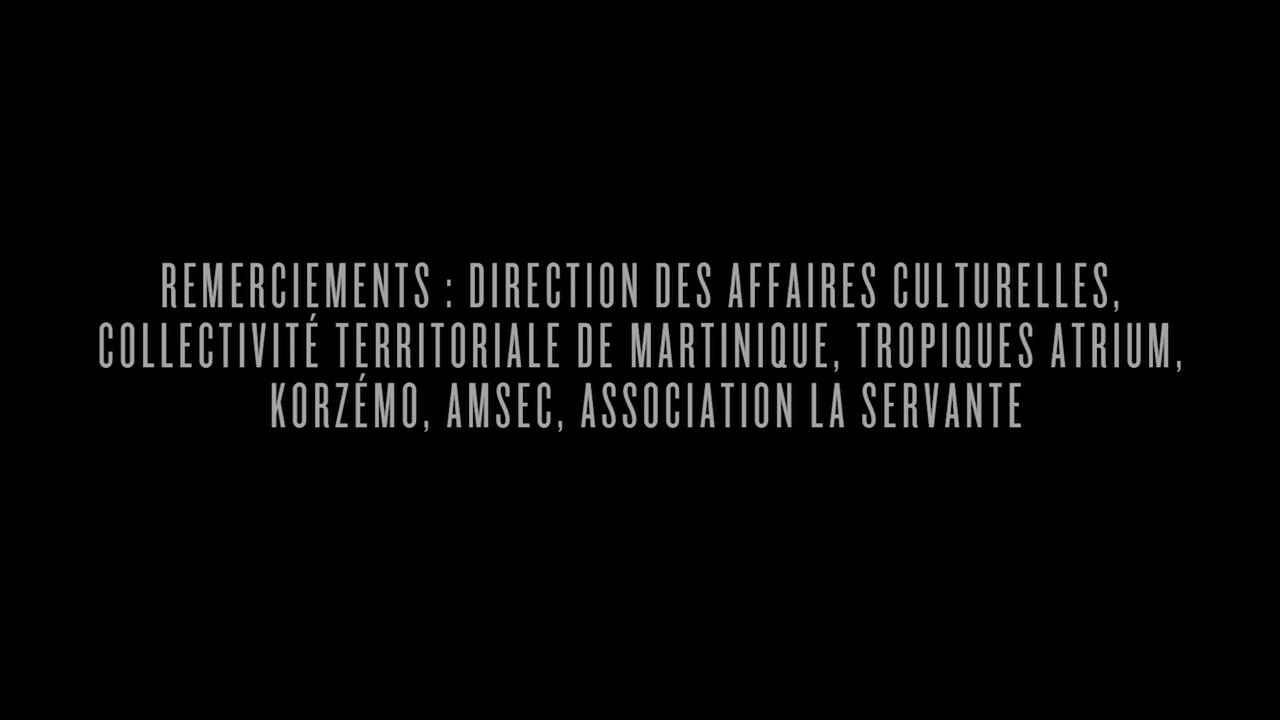 REMERCIEMENTS : DIRECTION DES AFFAIRES CULTURELLES,
COLLECTIVITÉ TERRITORIALE DE MARTINIQUE, TROPIQUES ATRIUM,
KORZÉMO, AMSEC, ASSOCIATION LA SERVANTE